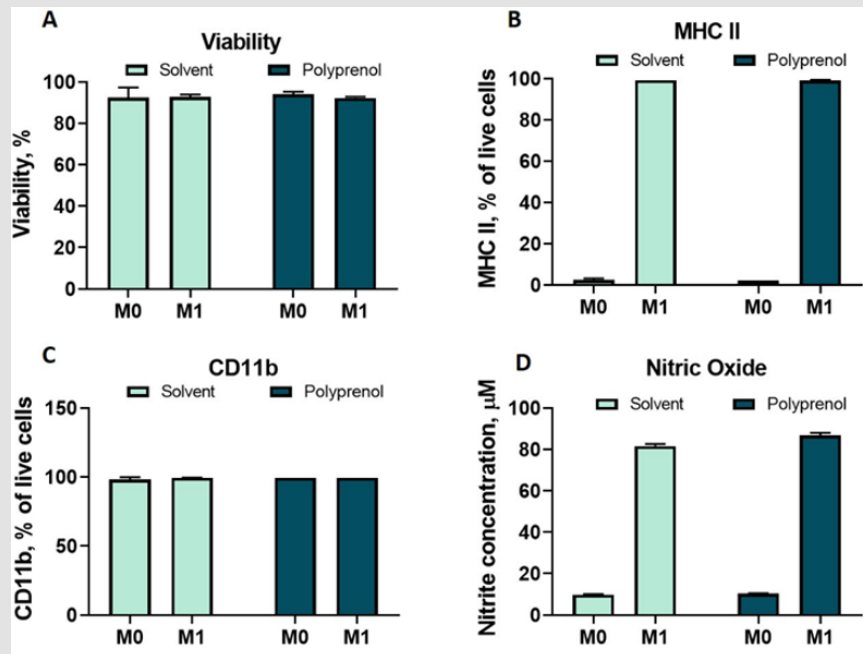 A
Viability
Solvent Polyprenol
Viability, %
100
80
60
40
20
0
M0 M1 M0 M1
B
MHC II
Solvent Polyprenol
MHC II, % of live cells
100
80
60
40
20
0
M0 M1 M0 M1
C
CD11b
Solvent Polyprenol
CD11b, % of live cells
150
100
50
0
M0 M1 M0 M1
D
Nitric Oxide
Solvent Polyprenol
Nitrite concentration, μM
100
80
60
40
20
0
M0 M1 M0 M1